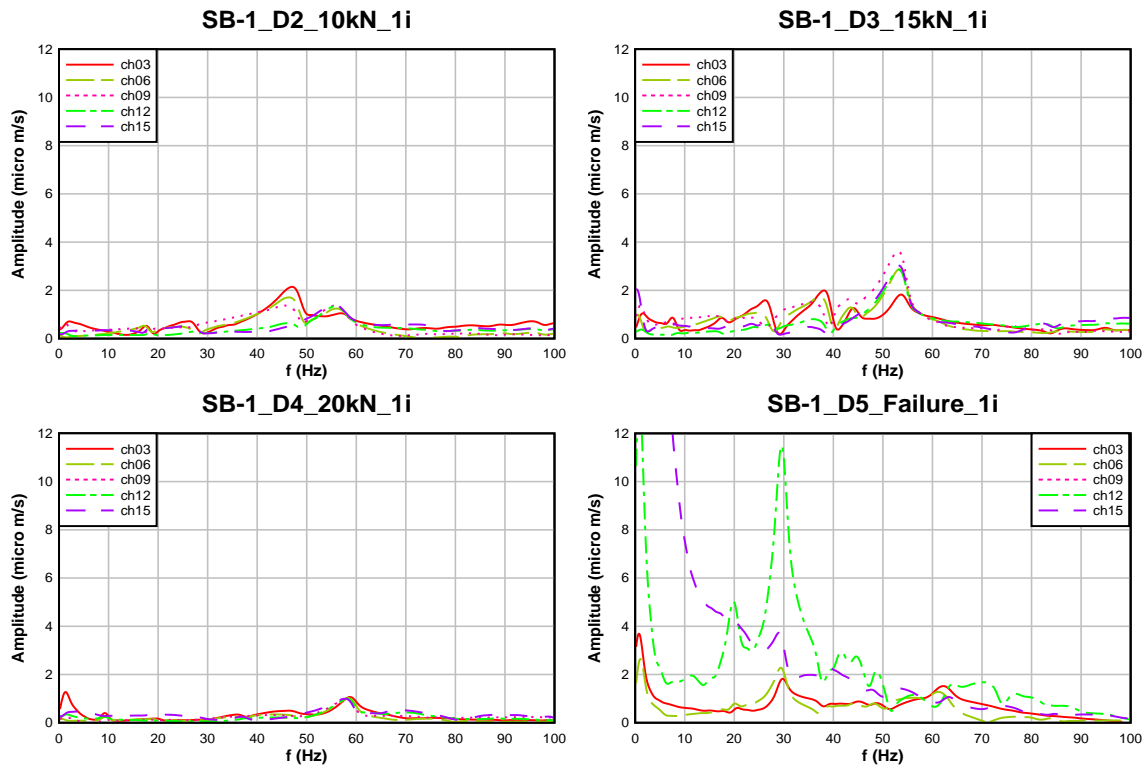 SB-1_D2_10kN_1i
12
10
8
6
4
2
0
Amplitude (micro m/s)
ch03
ch06
ch09
ch12
ch15
0 10 20 30 40 50 60 70 80 90 100
f (Hz)
SB-1_D3_15kN_1i
12
10
8
6
4
2
0
Amplitude (micro m/s)
ch03
ch06
ch09
ch12
ch15
0 10 20 30 40 50 60 70 80 90 100
f (Hz)
SB-1_D4_20kN_1i
12
10
8
6
4
2
0
Amplitude (micro m/s)
ch03
ch06
ch09
ch12
ch15
0 10 20 30 40 50 60 70 80 90 100
f (Hz)
SB-1_D5_Failure_1i
12
10
8
6
4
2
0
Amplitude (micro m/s)
ch03
ch06
ch09
ch12
ch15
0 10 20 30 40 50 60 70 80 90 100
f (Hz)